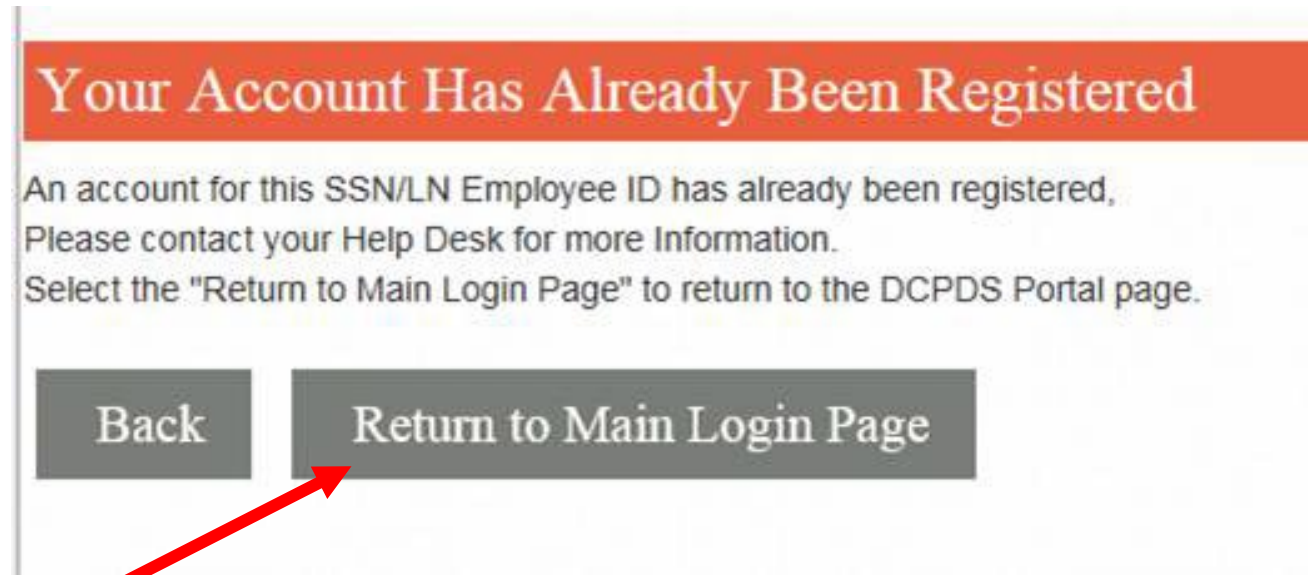 Your Account Has Already Been Registered
An account for this SSN/LN Employee ID has already been registered,
Please contact your Help Desk for more Information.
Select the "Return to Main Login Page" to return to the DCPDS Portal page.
Back
Return to Main Login Page